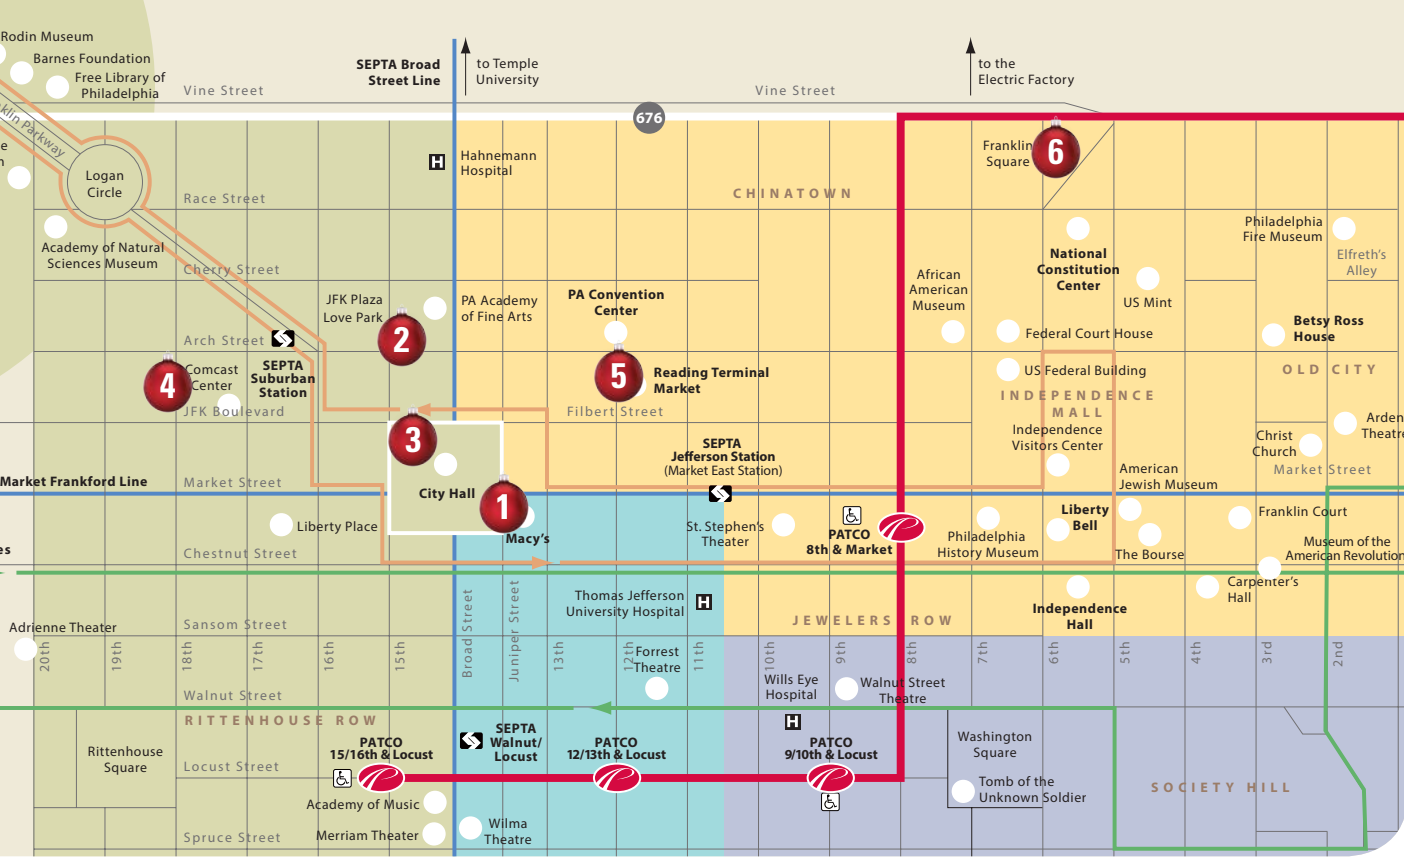 Rodin Museum
Barnes Foundation
Free Library of
Philadelphia
Vine Street
SEPTA Broad
Street Line
to Temple
University
Vine Street
to the
Electric Factory
676
klin Parkway
e
n
Logan
Circle
Hahnemann
Hospital
Franklin
Square
6
CHINATOWN
Race Street
Academy of Natural
Sciences Museum
Cherry Street
Philadelphia
Fire Museum
Elfreth's
Alley
National
Constitution
Center
US Mint
African
American
Museum
JFK Plaza
Love Park
2
PA Academy
of Fine Arts
PA Convention
Center
Federal Court House
Betsy Ross
House
Arch Street
SEPTA
Suburban
Station
4
Comcast
Center
5
Reading Terminal
Market
US Federal Building
OLD CITY
INDEPENDENCE
MALL
JFK Boulevard
Filbert Street
3
Independence
Visitors Center
Christ
Church
Arden
Theatre
SEPTA
Jefferson Station
(Market East Station)
Market Street
Market Frankford Line
Market Street
City Hall
1
American
Jewish Museum
Liberty Place
Macy's
St. Stephen's
Theater
PATCO
8th & Market
Philadelphia
History Museum
Liberty
Bell
The Bourse
Franklin Court
Museum of the
American Revolution
es
Chestnut Street
Carpenter's
Hall
Thomas Jefferson
University Hospital
Independence
Hall
JEWELERS ROW
Adrienne Theater
Sansom Street
20th
19th
18th
17th
16th
15th
Broad Street
Juniper Street
13th
12th
11th
10th
9th
8th
7th
6th
5th
4th
3rd
2nd
Forrest
Theatre
Wills Eye
Hospital
Walnut Street
Theatre
Walnut Street
RITTENHOUSE ROW
Rittenhouse
Square
PATCO
15/16th & Locust
SEPTA
Walnut/
Locust
PATCO
12/13th & Locust
PATCO
9/10th & Locust
Washington
Square
Locust Street
Tomb of the
Unknown Soldier
SOCIETY HILL
Academy of Music
Merriam Theater
Wilma
Theatre
Spruce Street
H
H
H